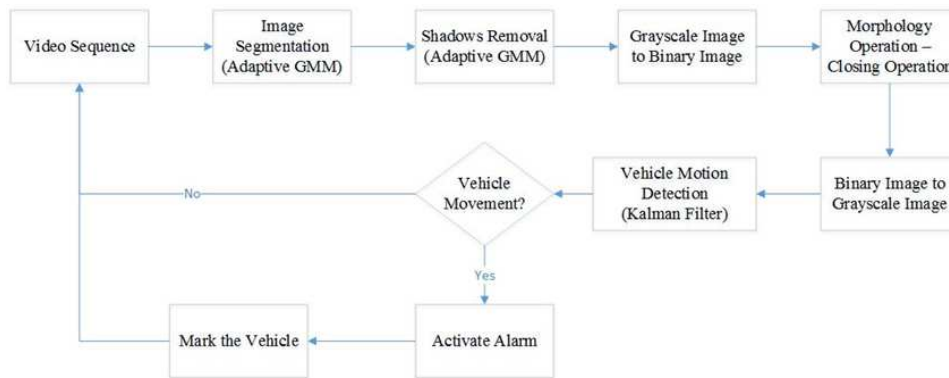 Video Sequence
Image
Segmentation
(Adaptive GMM)
Shadows Removal
(Adaptive GMM)
Grayscale Image
to Binary Image
Morphology
Operation –
Closing Operation
Binary Image to
Grayscale Image
Vehicle Motion
Detection
(Kalman Filter)
Vehicle
Movement?
No
Yes
Activate Alarm
Mark the Vehicle